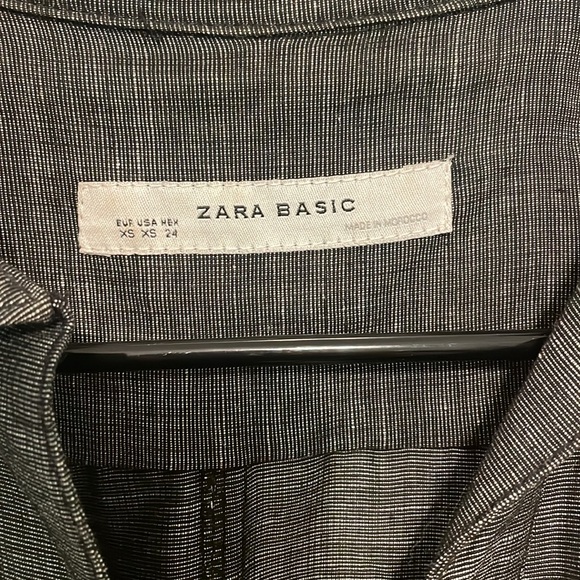 EUR USA MEX
XS XS 24
ZARA BASIC
MADE IN MOROCCO